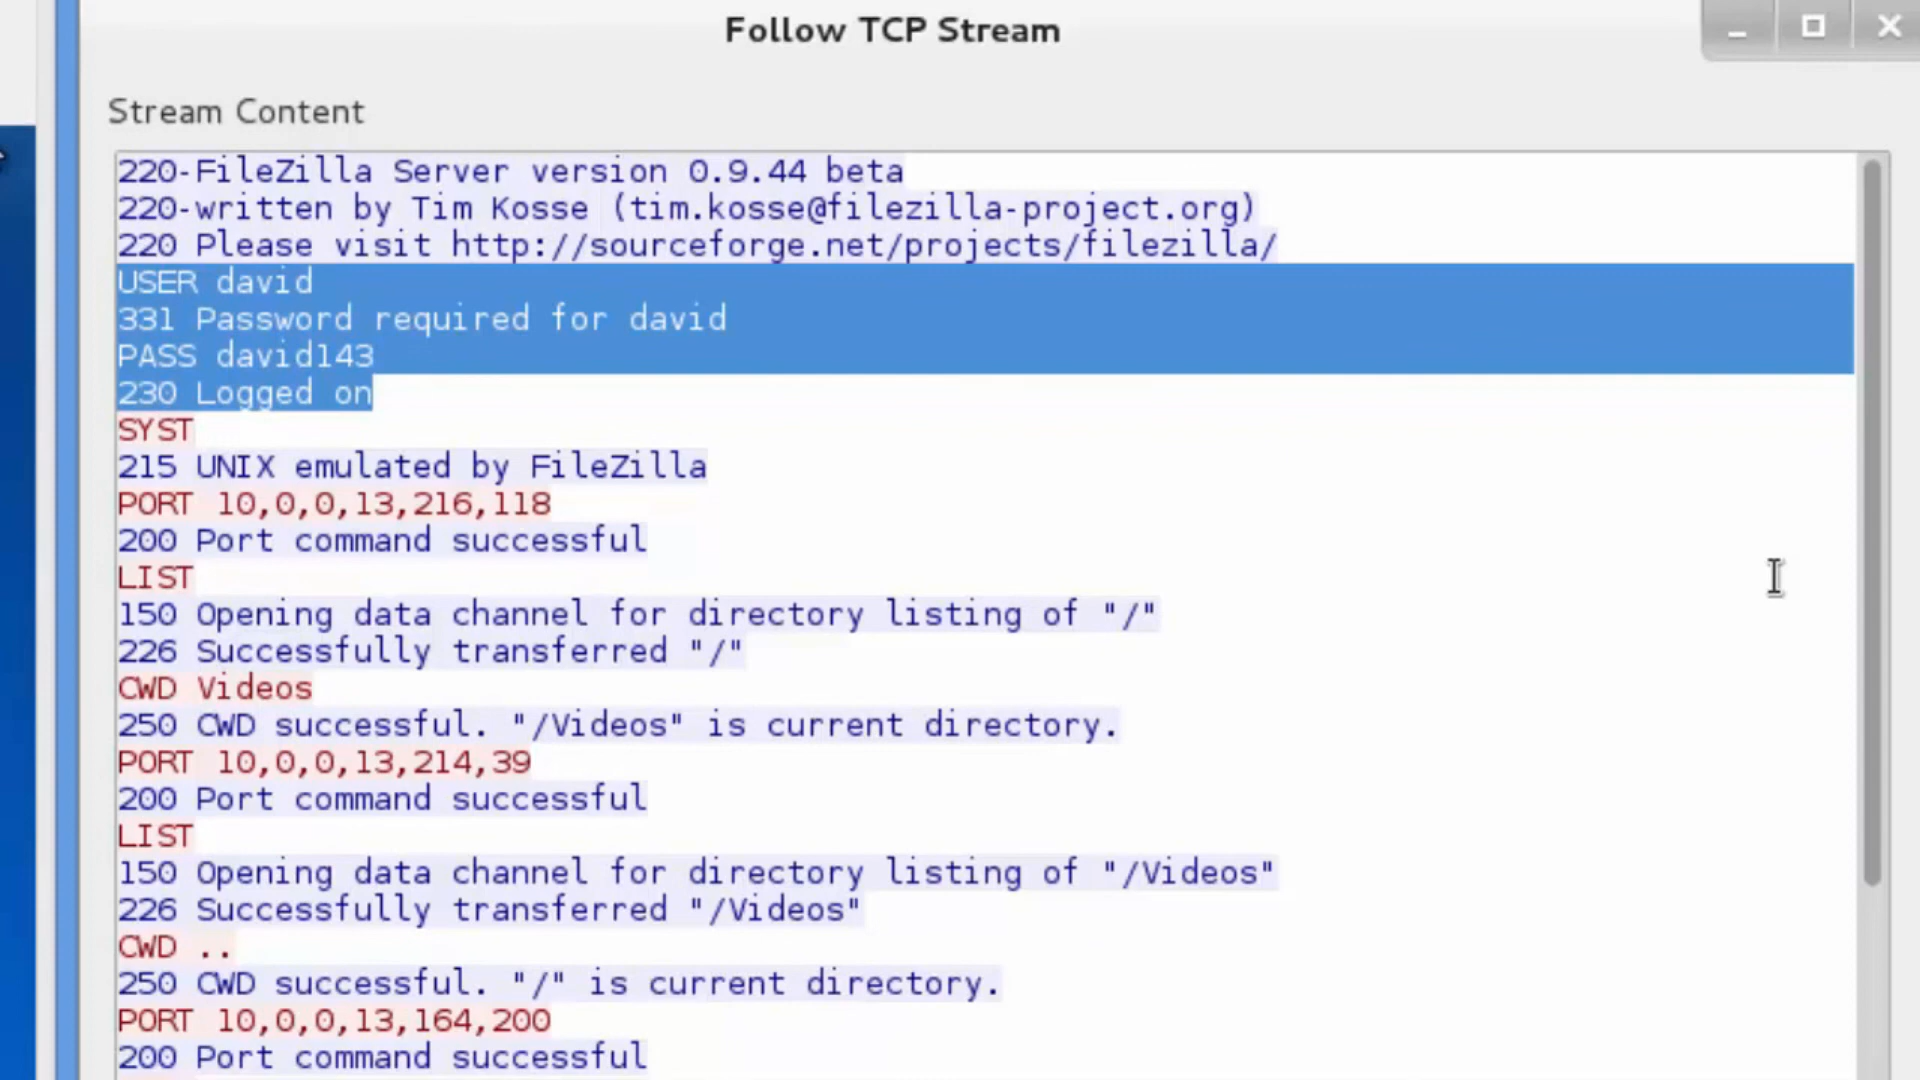 Follow TCP Stream
Stream Content
220-FileZilla Server version 0.9.44 beta
220-written by Tim Kosse (tim.kosse@filezilla-project.org)
220 Please visit http://sourceforge.net/projects/filezilla/
USER david
331 Password required for david
PASS david143
230 Logged on
SYST
215 UNIX emulated by FileZilla
PORT 10,0,0,13,216,118
200 Port command successful
LIST
150 Opening data channel for directory listing of "/"
226 Successfully transferred "/"
CWD Videos
250 CWD successful. "/Videos" is current directory.
PORT 10,0,0,13,214,39
200 Port command successful
LIST
150 Opening data channel for directory listing of "/Videos"
226 Successfully transferred "/Videos"
CWD ..
250 CWD successful. "/" is current directory.
PORT 10,0,0,13,164,200
200 Port command successful